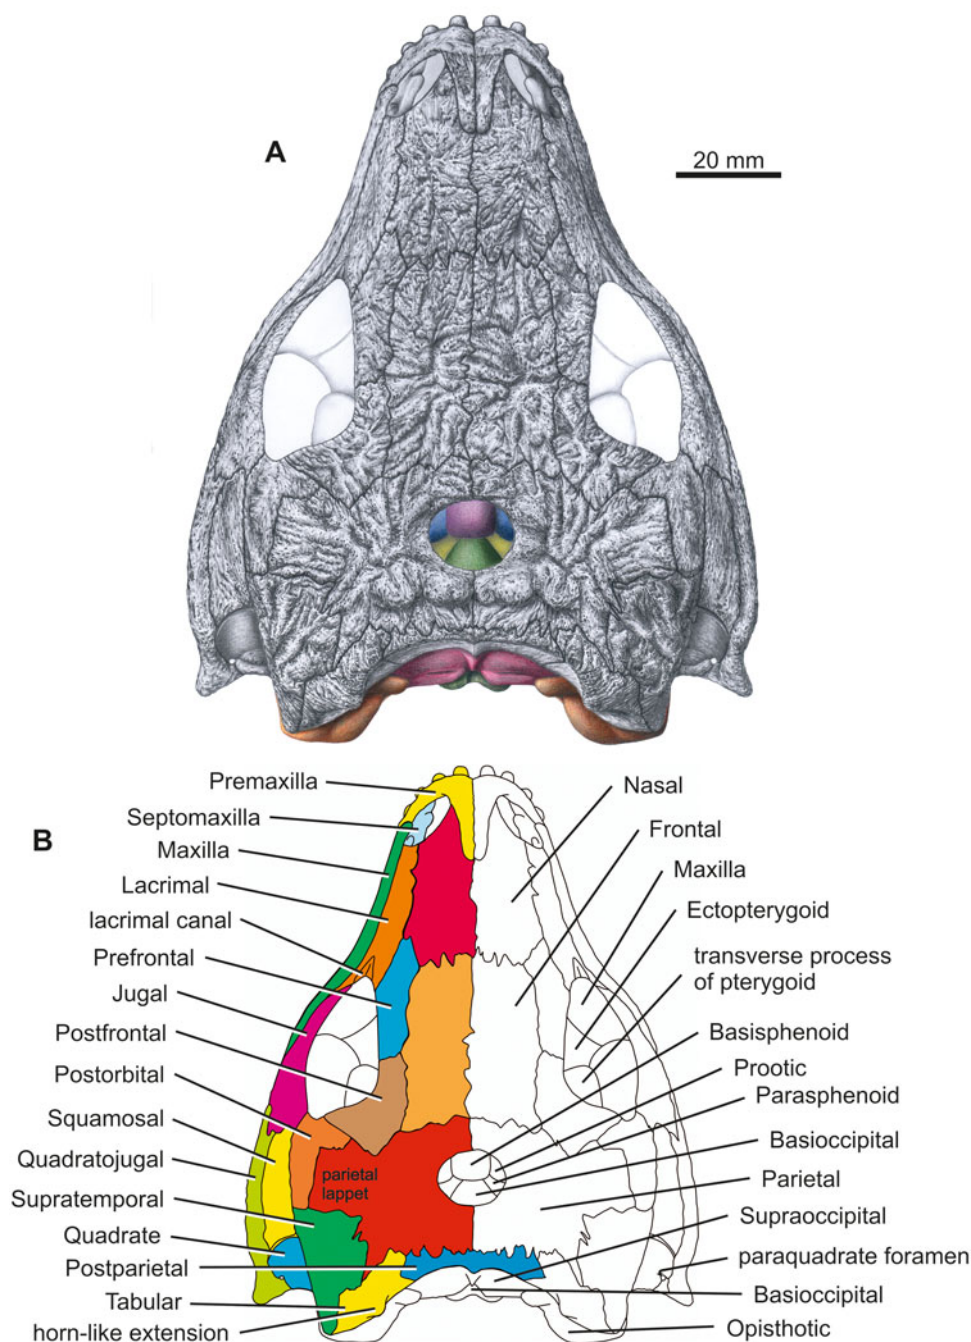 A
20 mm
B
Premaxilla
Septomaxilla
Maxilla
Lacrimal
lacrimal canal
Prefrontal
Jugal
Postfrontal
Postorbital
Squamosal
Quadratojugal
Supratemporal
Quadrate
Postparietal
Tabular
horn-like extension
parietal
lappet
Nasal
Frontal
Maxilla
Ectopterygoid
transverse process
of pterygoid
Basisphenoid
Prootic
Parasphenoid
Basioccipital
Parietal
Supraoccipital
paraquadrate foramen
Basioccipital
Opisthotic